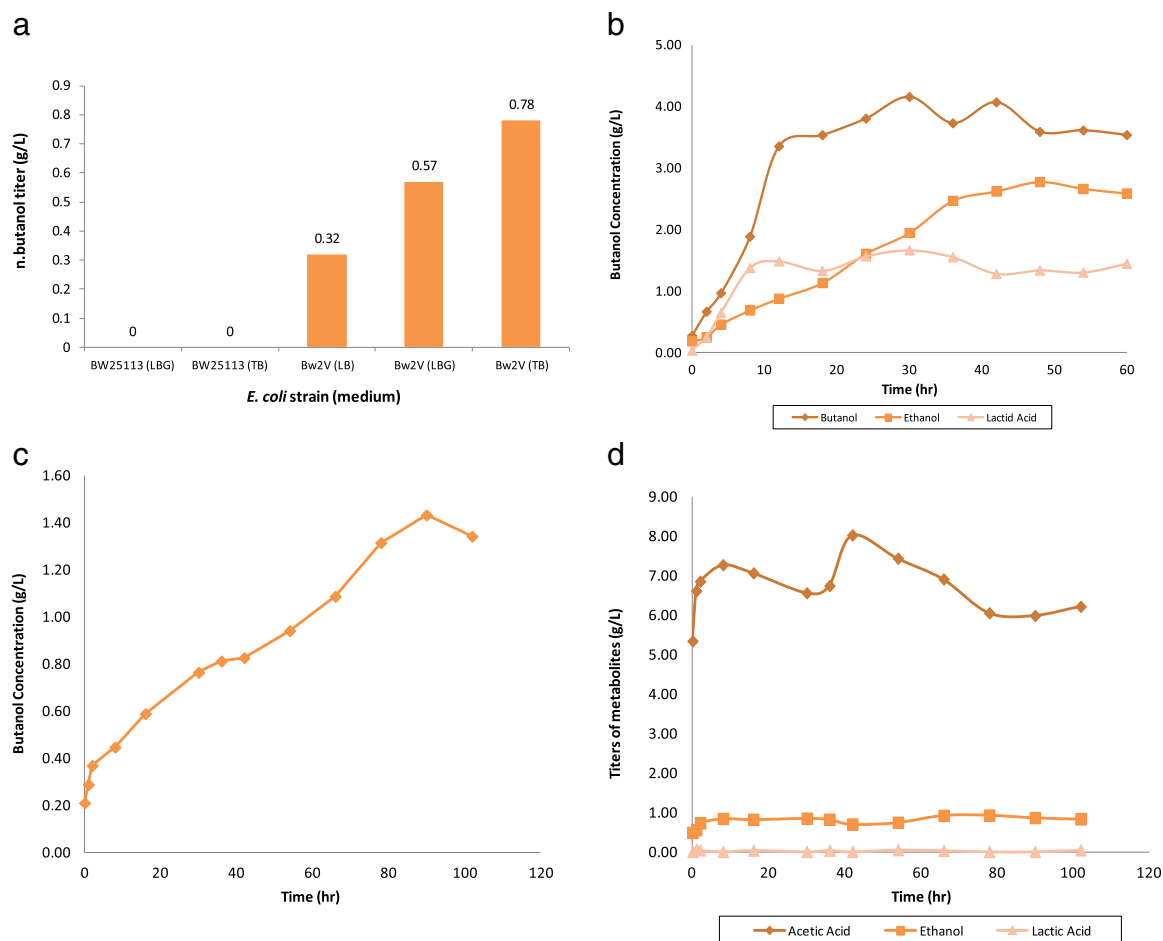 a
0.9
0.8
0.7
0.6
0.5
0.4
0.3
0.2
0.1
0
n.butanol titer (g/L)
0
0
0.32
0.57
0.78
BW25113 (LBG) BW25113 (TB) Bw2V (LB) Bw2V (LBG) Bw2V (TB)
E. coli strain (medium)
b
5.00
4.00
3.00
2.00
1.00
0.00
Butanol Concentration (g/L)
0 10 20 30 40 50 60
Time (hr)
Butanol Ethanol Lactid Acid
c
1.60
1.40
1.20
1.00
0.80
0.60
0.40
0.20
0.00
Butanol Concentration (g/L)
0 20 40 60 80 100 120
Time (hr)
d
9.00
8.00
7.00
6.00
5.00
4.00
3.00
2.00
1.00
0.00
Titers of metabolites (g/L)
0 20 40 60 80 100 120
Time (hr)
Acetic Acid Ethanol Lactic Acid